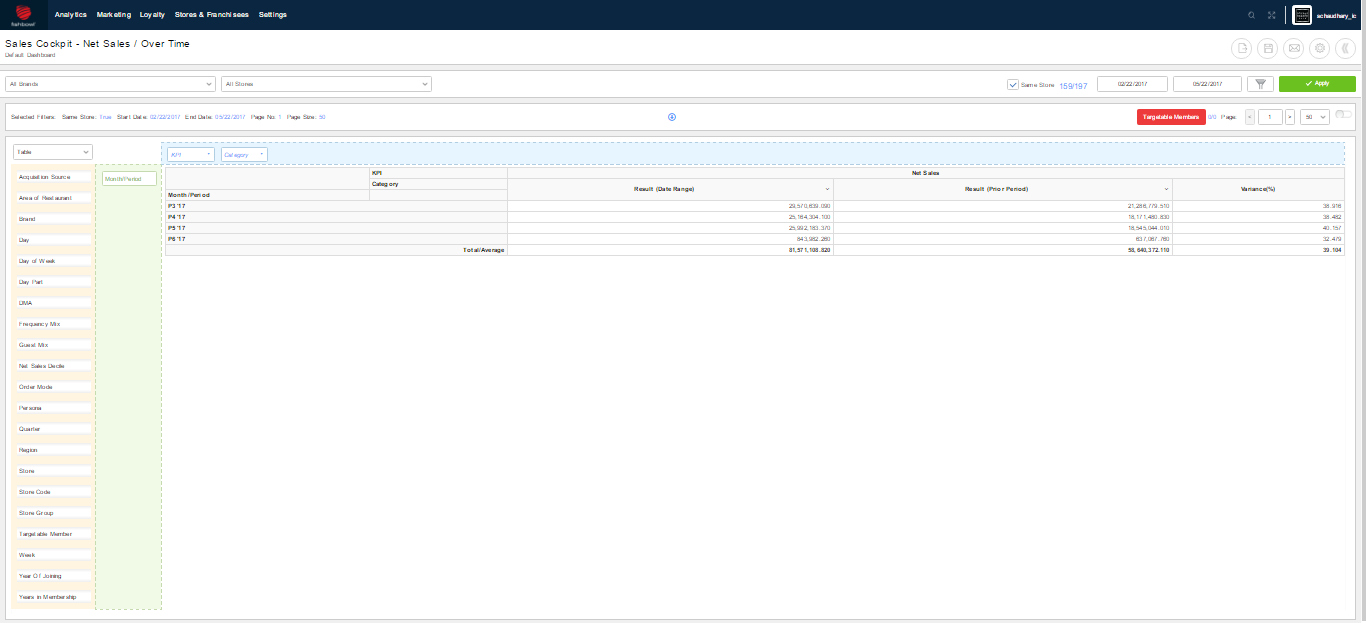 fishbowl
Analytics Marketing Loyalty Stores & Franchisees Settings
schaudhary_ic
Sales Cockpit - Net Sales / Over Time
Default Dashboard
All Brands All Stores Same Store 159/197 02/22/2017 05/22/2017 Apply
Selected Filters: Same Store: True Start Date: 02/22/2017 End Date: 05/22/2017 Page No: 1 Page Size: 50 Targetable Members 0/0 Page: < 1 > 50
Table KPI Category
Month/Period
Acquisition Source
Area of Restaurant
Brand
Day
Day of Week
Day Part
DMA
Frequency Mix
Guest Mix
Net Sales Decile
Order Mode
Persona
Quarter
Region
Store
Store Code
Store Group
Targetable Member
Week
Year Of Joining
Years in Membership
KPI Net Sales
Category Result (Date Range) Result (Prior Period) Variance(%)
Month/Period
P3 '17 29,570,639.090 21,286,779.510 38.916
P4 '17 25,164,304.100 18,171,480.830 38.482
P5 '17 25,992,183.370 18,545,044.010 40.157
P6 '17 843,982.260 637,067.760 32.479
Total/Average 81,571,108.820 58,640,372.110 39.104